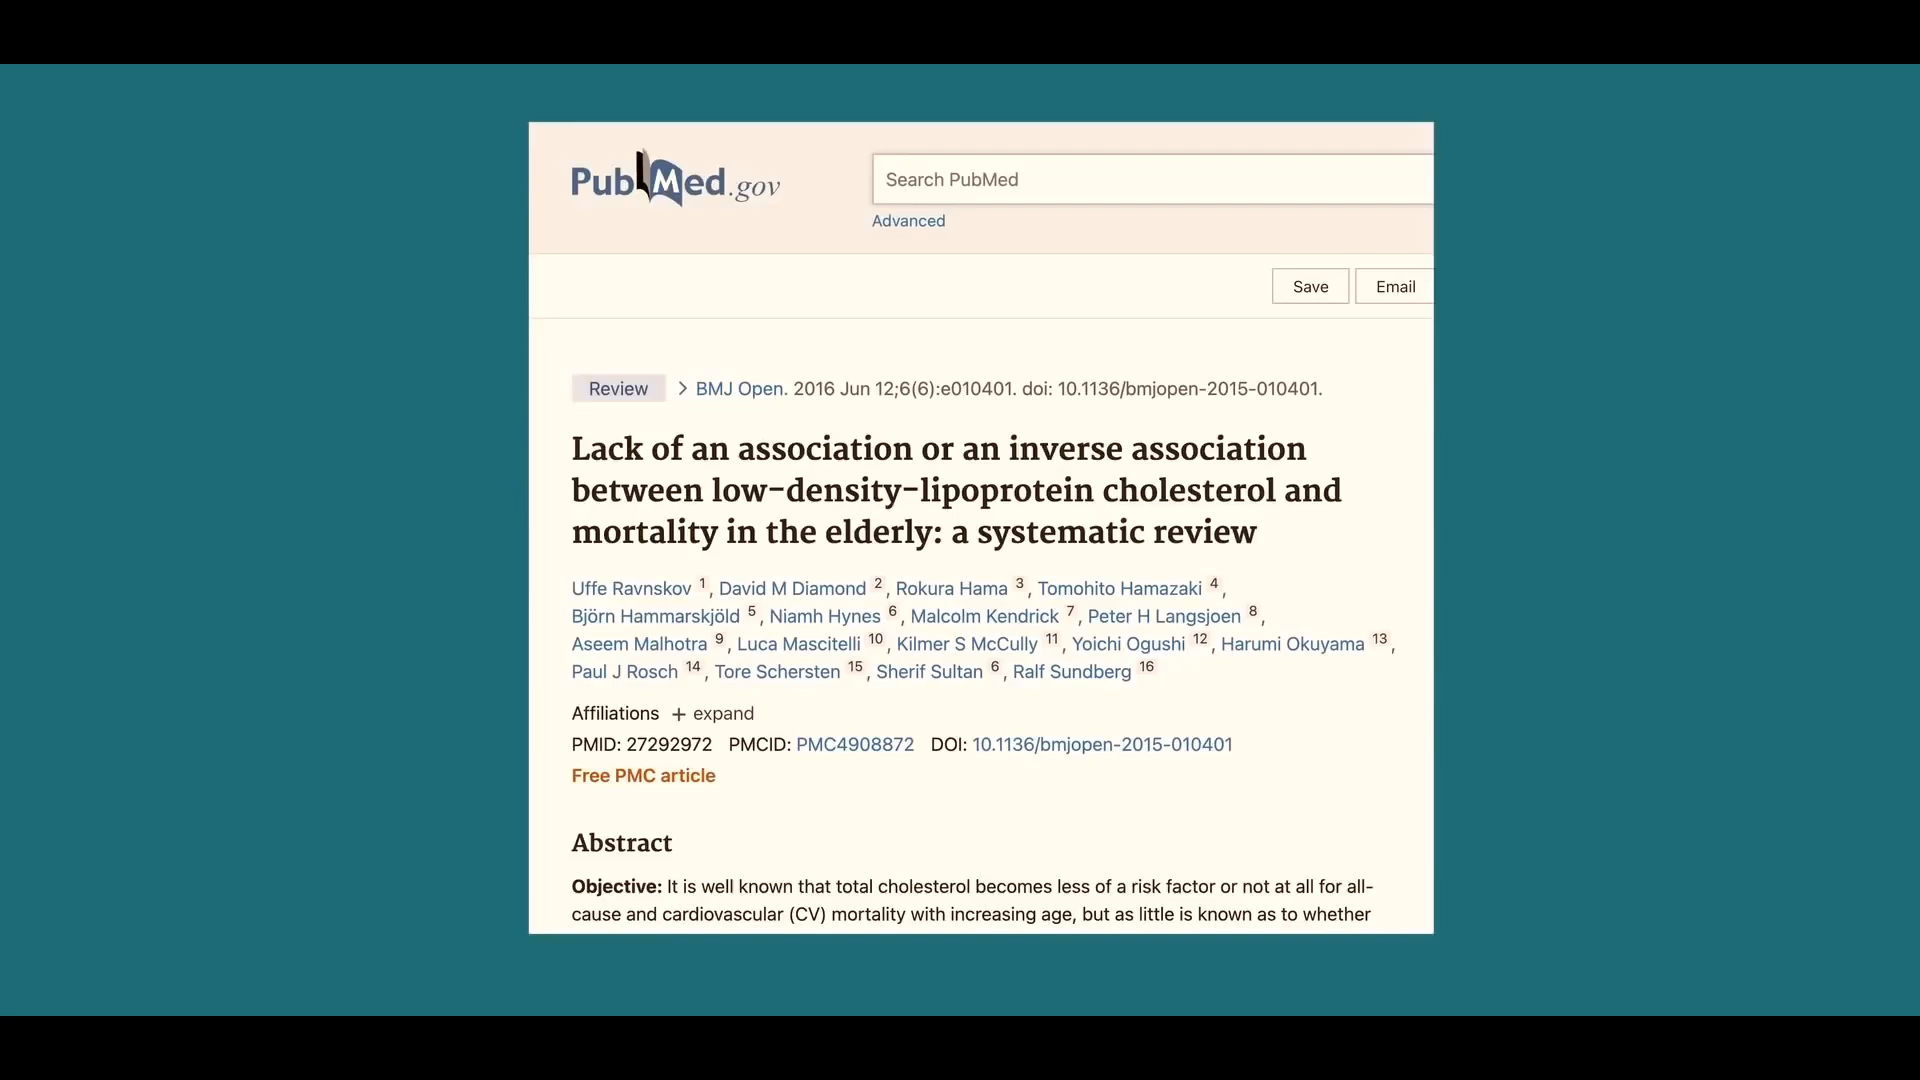 PubMed.gov
Search PubMed
Advanced
Save Email
Review > BMJ Open. 2016 Jun 12;6(6):e010401. doi: 10.1136/bmjopen-2015-010401.
Lack of an association or an inverse association
between low-density-lipoprotein cholesterol and
mortality in the elderly: a systematic review
Uffe Ravnskov 1, David M Diamond 2, Rokura Hama 3, Tomohito Hamazaki 4,
Björn Hammarskjöld 5, Niamh Hynes 6, Malcolm Kendrick 7, Peter H Langsjoen 8,
Aseem Malhotra 9, Luca Mascitelli 10, Kilmer S McCully 11, Yoichi Ogushi 12, Harumi Okuyama 13,
Paul J Rosch 14, Tore Schersten 15, Sherif Sultan 6, Ralf Sundberg 16
Affiliations + expand
PMID: 27292972 PMCID: PMC4908872 DOI: 10.1136/bmjopen-2015-010401
Free PMC article
Abstract
Objective: It is well known that total cholesterol becomes less of a risk factor or not at all for all-
cause and cardiovascular (CV) mortality with increasing age, but as little is known as to whether